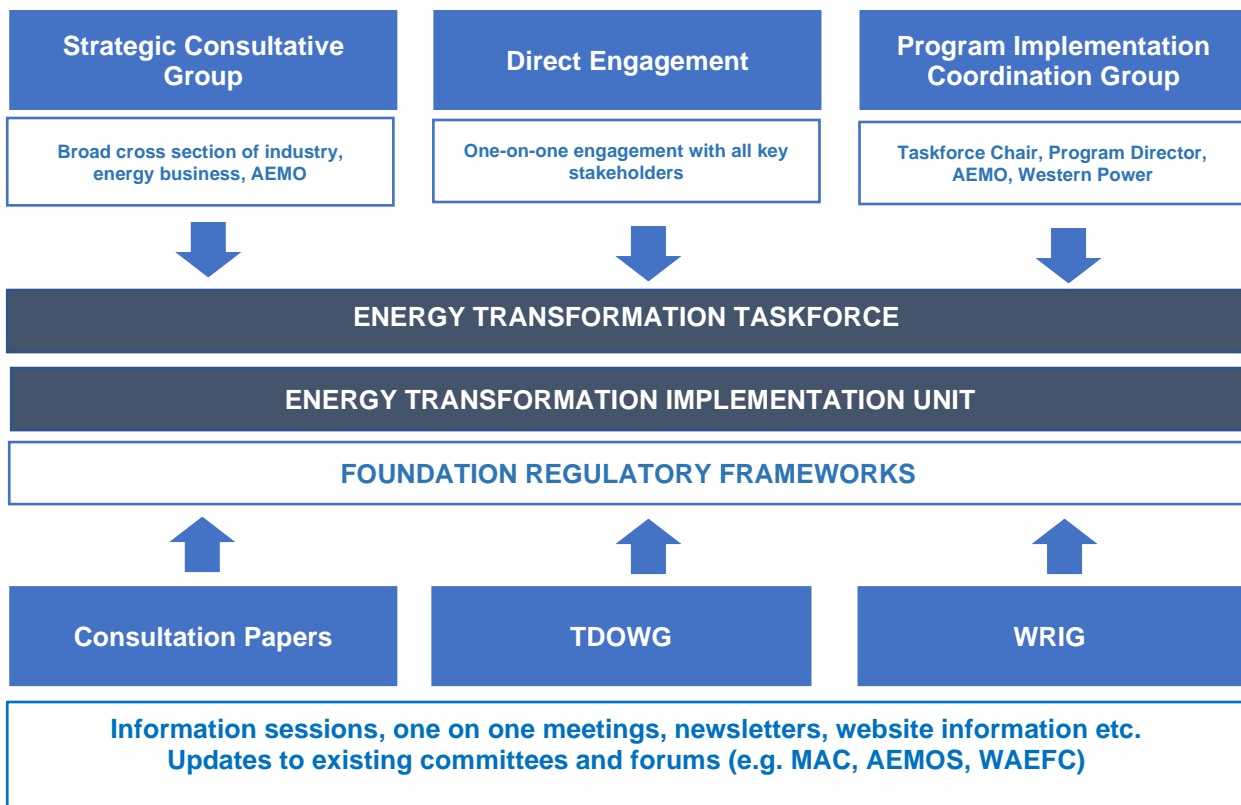 Strategic Consultative
Group
Direct Engagement
Program Implementation
Coordination Group
Broad cross section of industry,
energy business, AEMO
One-on-one engagement with all key
stakeholders
Taskforce Chair, Program Director,
AEMO, Western Power
ENERGY TRANSFORMATION TASKFORCE
ENERGY TRANSFORMATION IMPLEMENTATION UNIT
FOUNDATION REGULATORY FRAMEWORKS
Consultation Papers
TDOWG
WRIG
Information sessions, one on one meetings, newsletters, website information etc.
Updates to existing committees and forums (e.g. MAC, AEMOS, WAEFC)